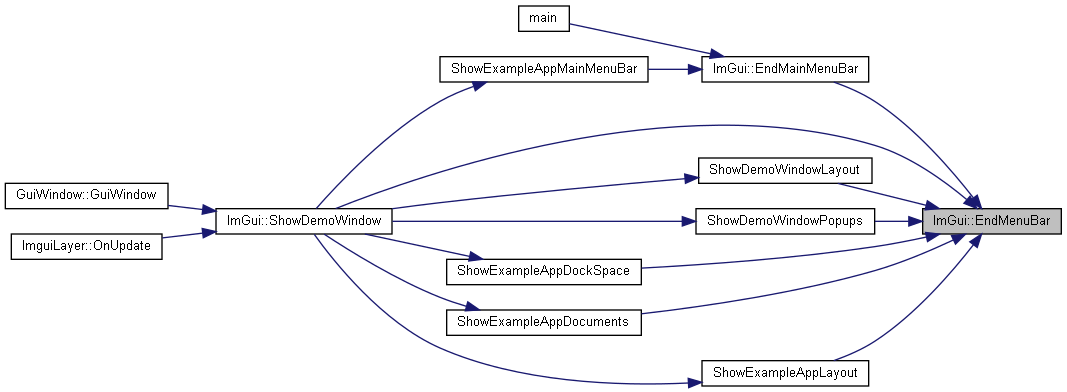 main
ShowExampleAppMainMenuBar
ImGui::EndMainMenuBar
ShowDemoWindowLayout
GuiWindow::GuiWindow
ImGui::ShowDemoWindow
ShowDemoWindowPopups
ImGui::EndMenuBar
ImguiLayer::OnUpdate
ShowExampleAppDockSpace
ShowExampleAppDocuments
ShowExampleAppLayout